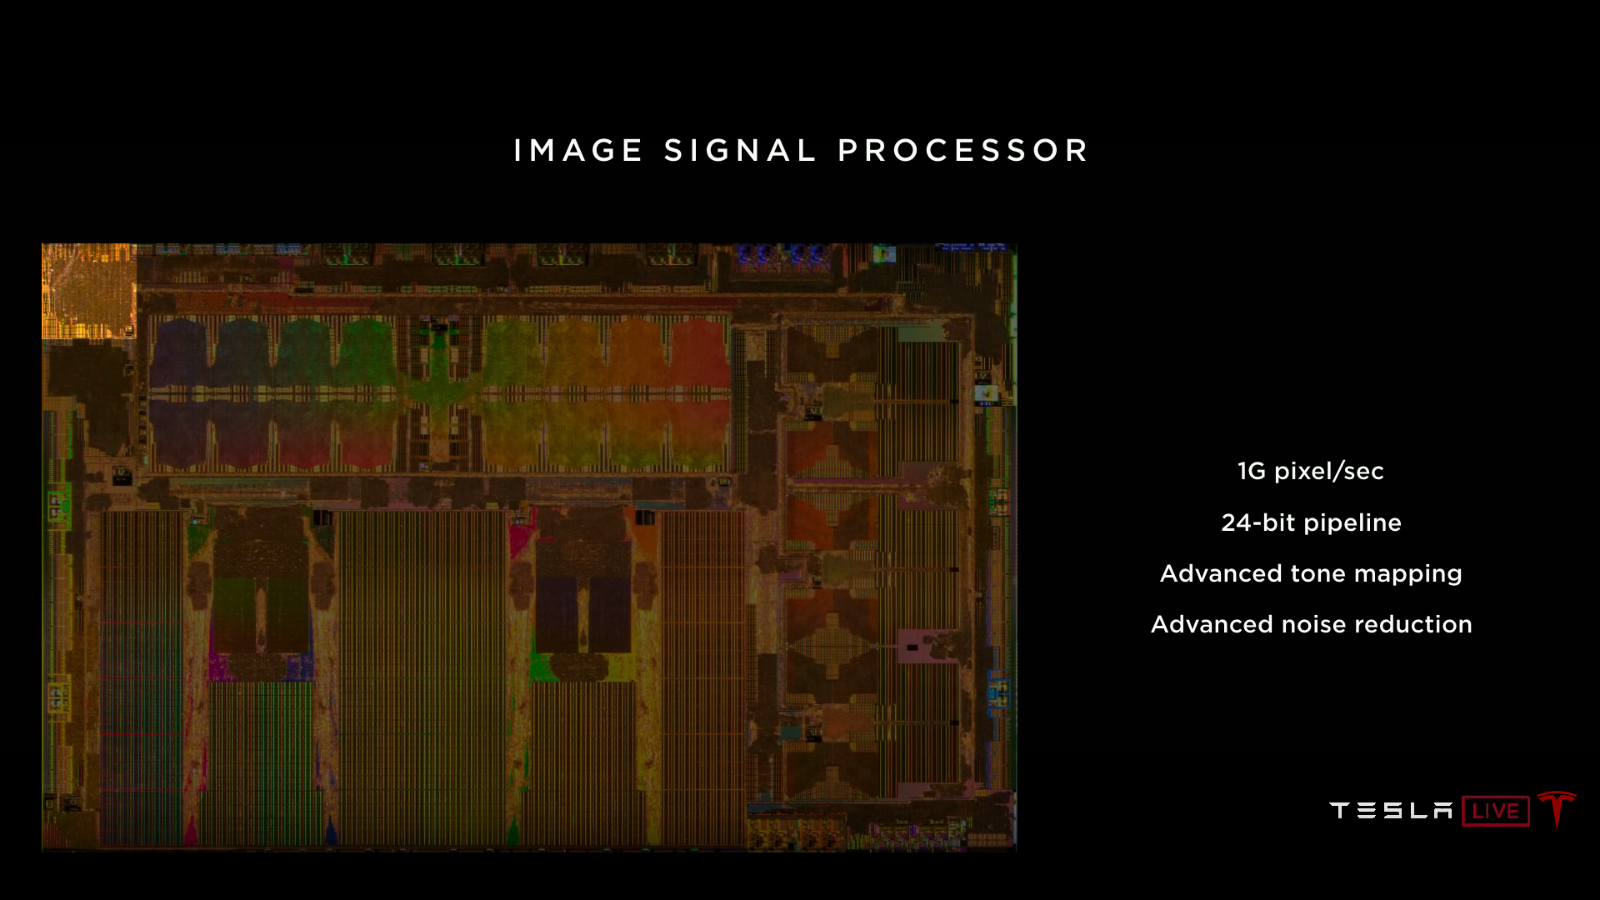 IMAGE SIGNAL PROCESSOR
1G pixel/sec
24-bit pipeline
Advanced tone mapping
Advanced noise reduction
TESLA LIVE